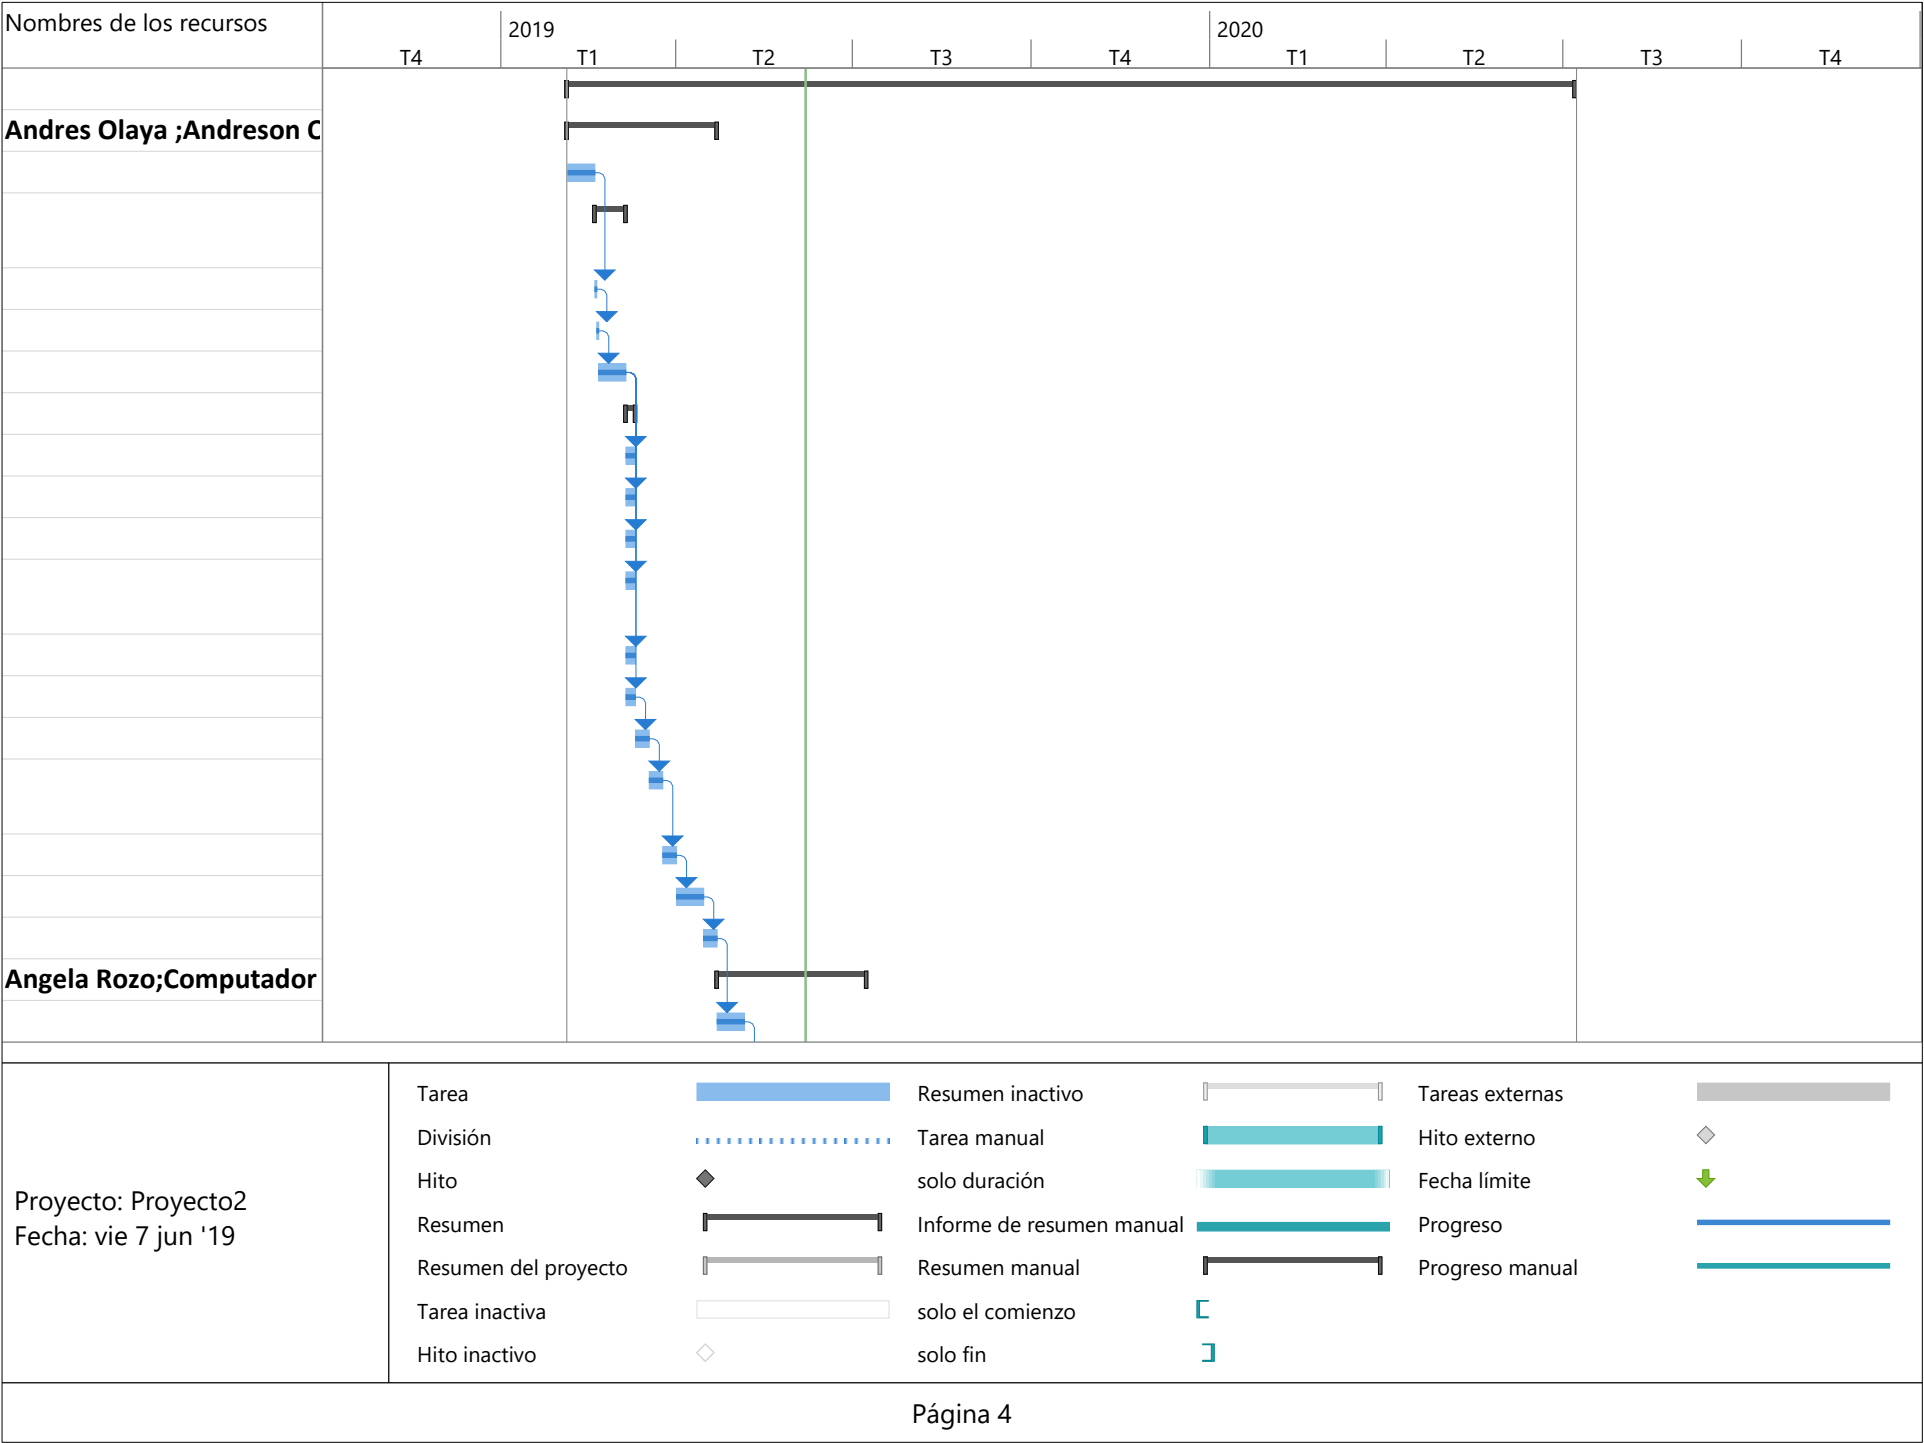 Nombres de los recursos
2019
2020
T4
T1
T2
T3
T4
T1
T2
T3
T4
Andres Olaya ;Andreson C
Angela Rozo;Computador
Proyecto: Proyecto2
Fecha: vie 7 jun '19
Tarea
División
Hito
Resumen
Resumen del proyecto
Tarea inactiva
Hito inactivo
Resumen inactivo
Tarea manual
solo duración
Informe de resumen manual
Resumen manual
solo el comienzo
solo fin
Tareas externas
Hito externo
Fecha límite
Progreso
Progreso manual
Página 4